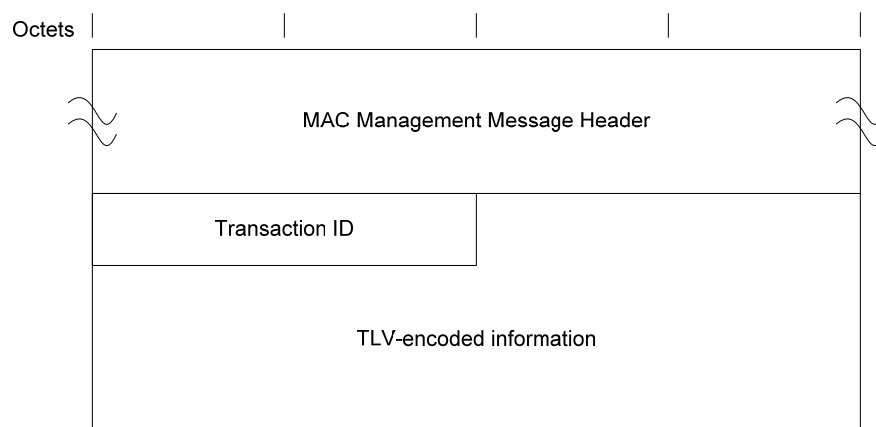 Octets
MAC Management Message Header
Transaction ID
TLV-encoded information